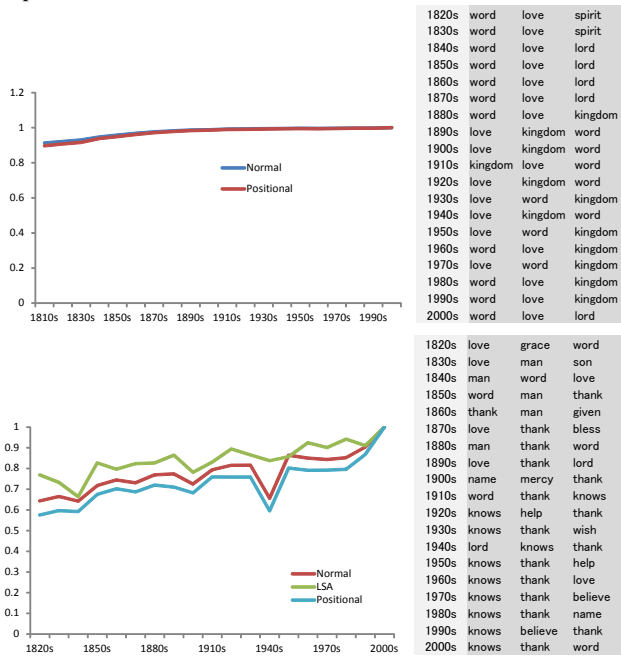 1.2
1
0.8
0.6
0.4
0.2
0
Normal
Positional
1810s 1830s 1850s 1870s 1890s 1910s 1930s 1950s 1970s 1990s
1820s word love spirit
1830s word love spirit
1840s word love lord
1850s word love lord
1860s word love lord
1870s word love lord
1880s word love kingdom
1890s love kingdom word
1900s love kingdom word
1910s kingdom love word
1920s love kingdom word
1930s love word kingdom
1940s love kingdom word
1950s love word kingdom
1960s word love kingdom
1970s love word kingdom
1980s word love kingdom
1990s word love kingdom
2000s word love lord
1
0.9
0.8
0.7
0.6
0.5
0.4
0.3
0.2
0.1
0
Normal
LSA
Positional
1820s 1850s 1880s 1910s 1940s 1970s 2000s
1820s love grace word
1830s love man son
1840s man word love
1850s word man thank
1860s thank man given
1870s love thank bless
1880s man thank word
1890s love thank lord
1900s name mercy thank
1910s word thank knows
1920s knows help thank
1930s knows thank wish
1940s lord knows thank
1950s knows thank help
1960s knows thank love
1970s knows thank believe
1980s knows thank name
1990s knows believe thank
2000s knows thank word